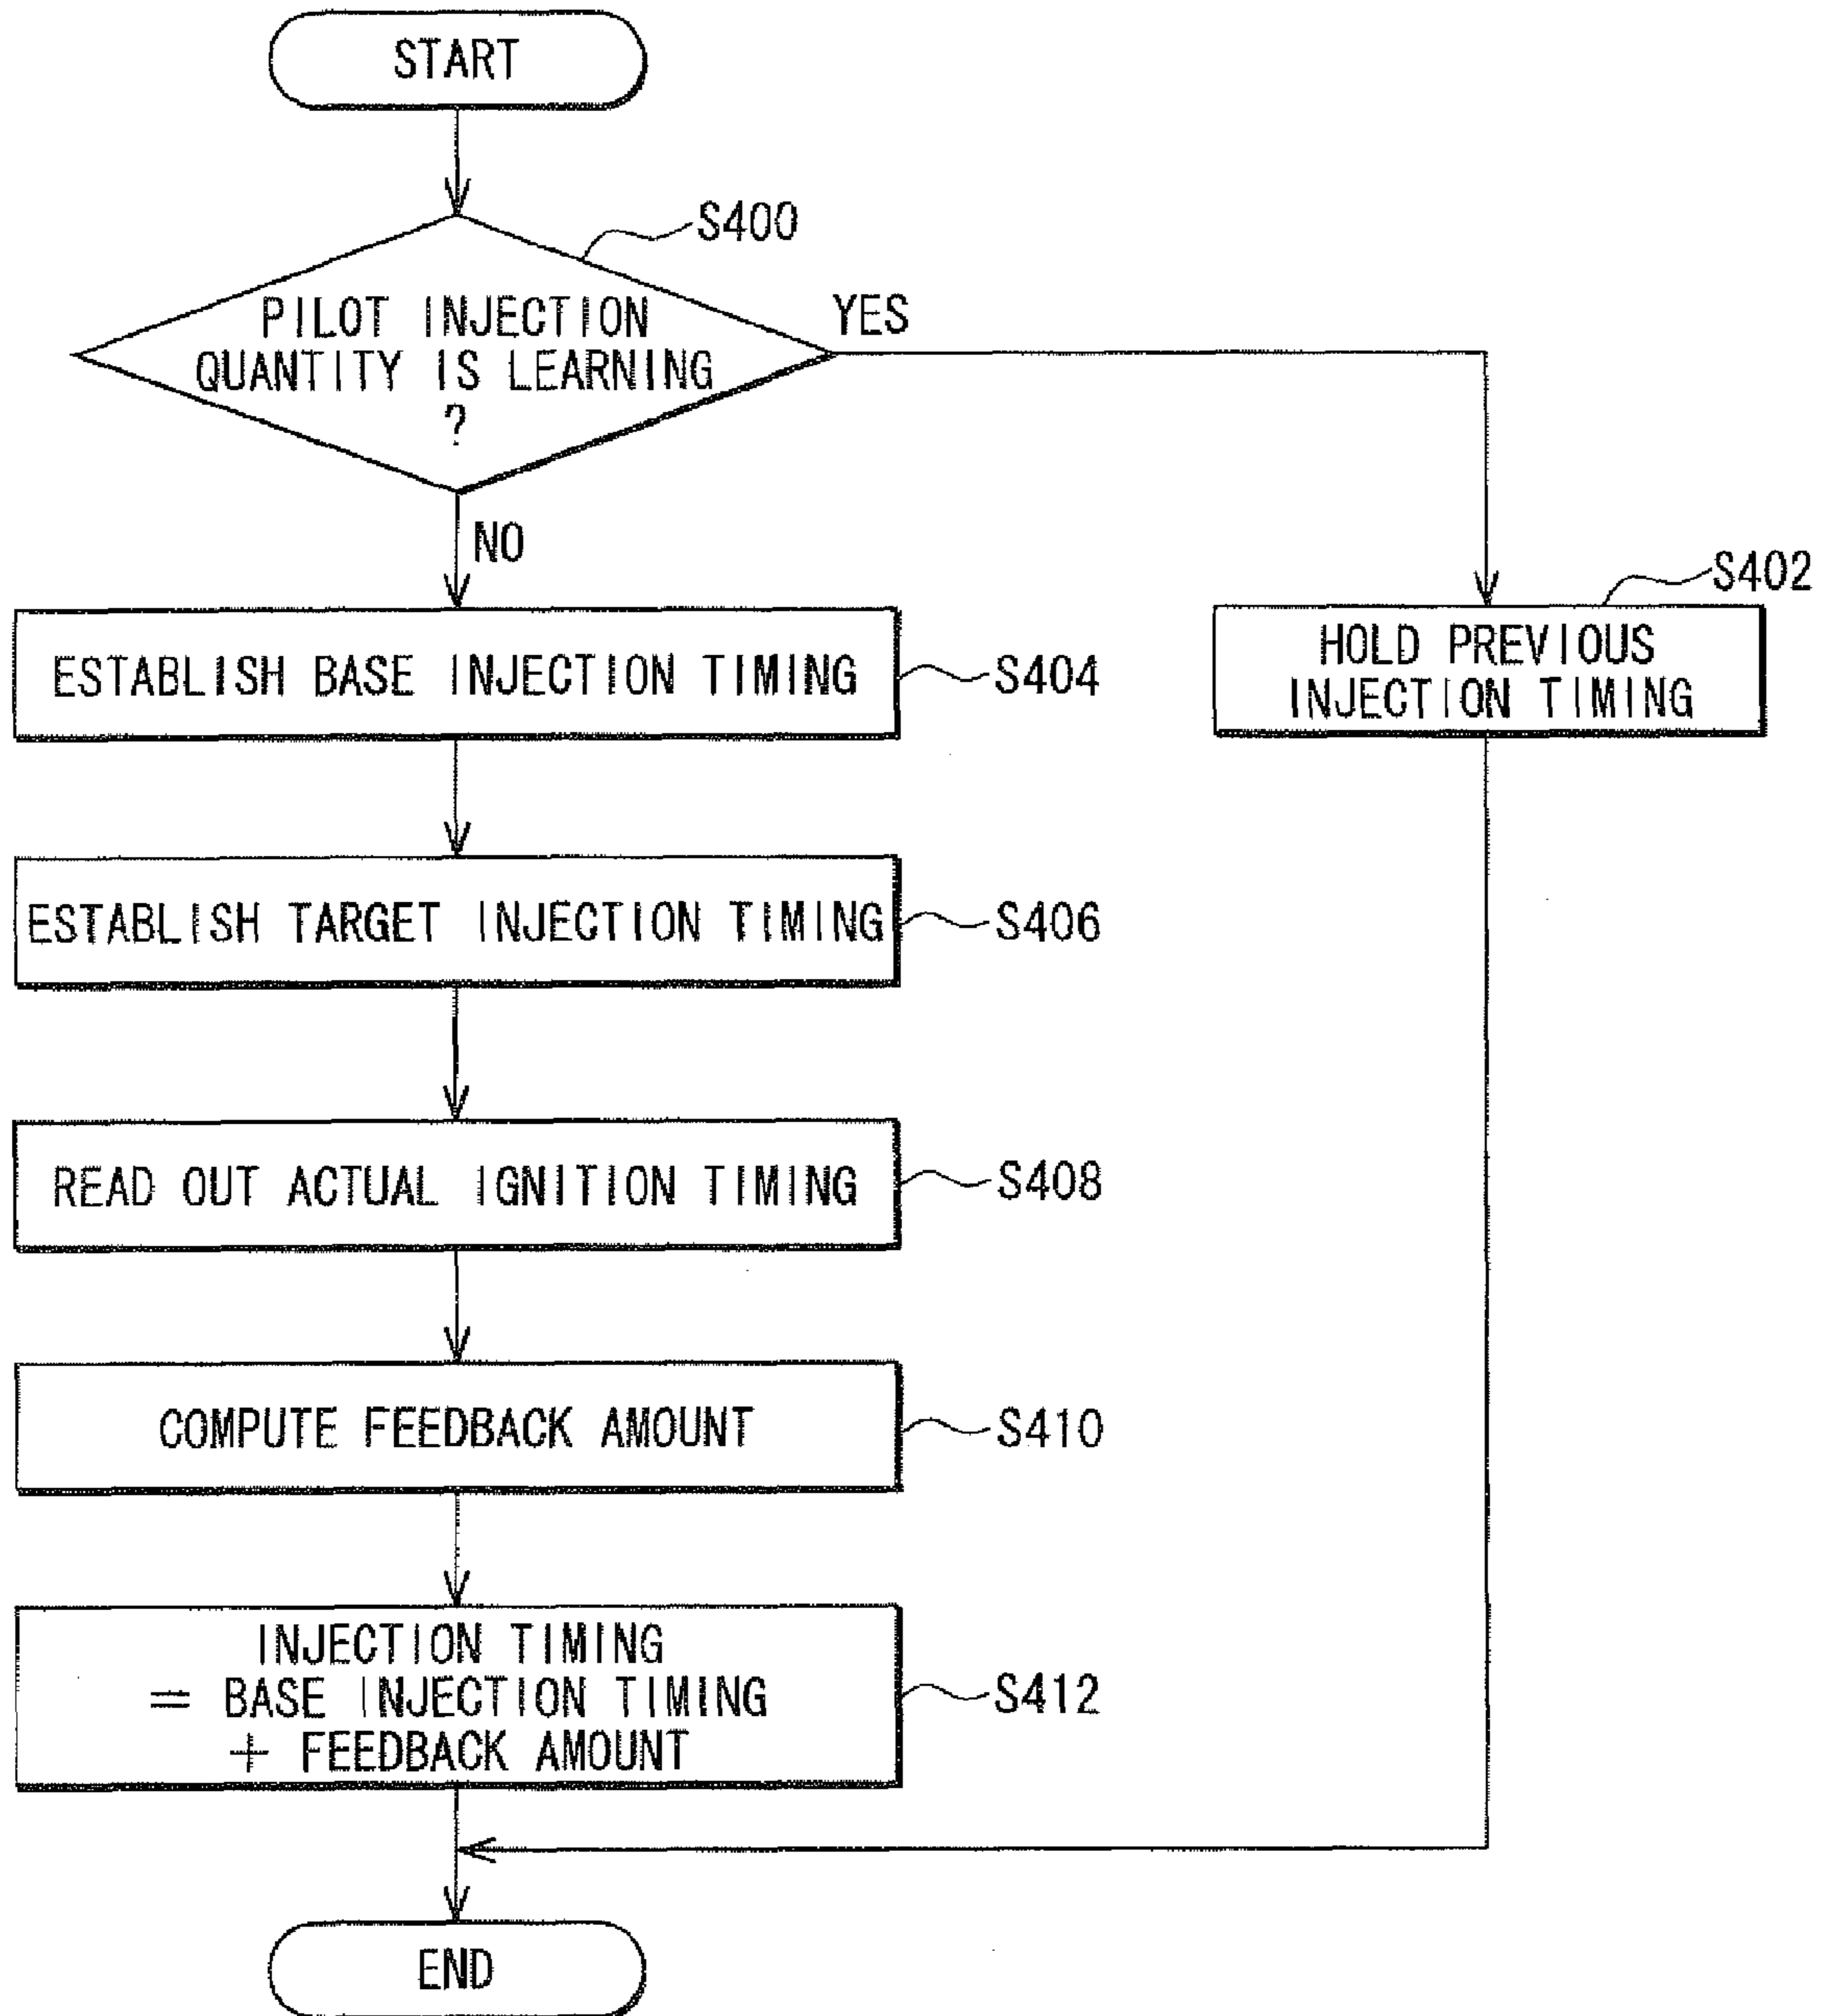 START
S400
PILOT INJECTION
QUANTITY IS LEARNING
?
YES
NO
S402
HOLD PREVIOUS
INJECTION TIMING
ESTABLISH BASE INJECTION TIMING
S404
ESTABLISH TARGET INJECTION TIMING
S406
READ OUT ACTUAL IGNITION TIMING
S408
COMPUTE FEEDBACK AMOUNT
S410
INJECTION TIMING
= BASE INJECTION TIMING
+ FEEDBACK AMOUNT
S412
END